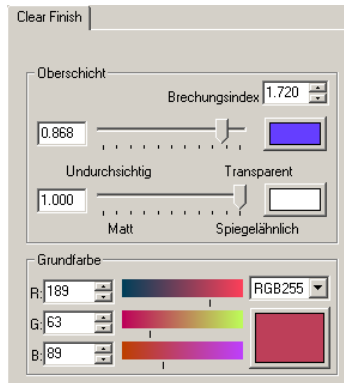 Clear Finish
Oberschicht
Brechungsindex 1.720
0.868
Undurchsichtig Transparent
1.000
Matt Spiegelähnlich
Grundfarbe
R: 189 RGB255
G: 63
B: 89